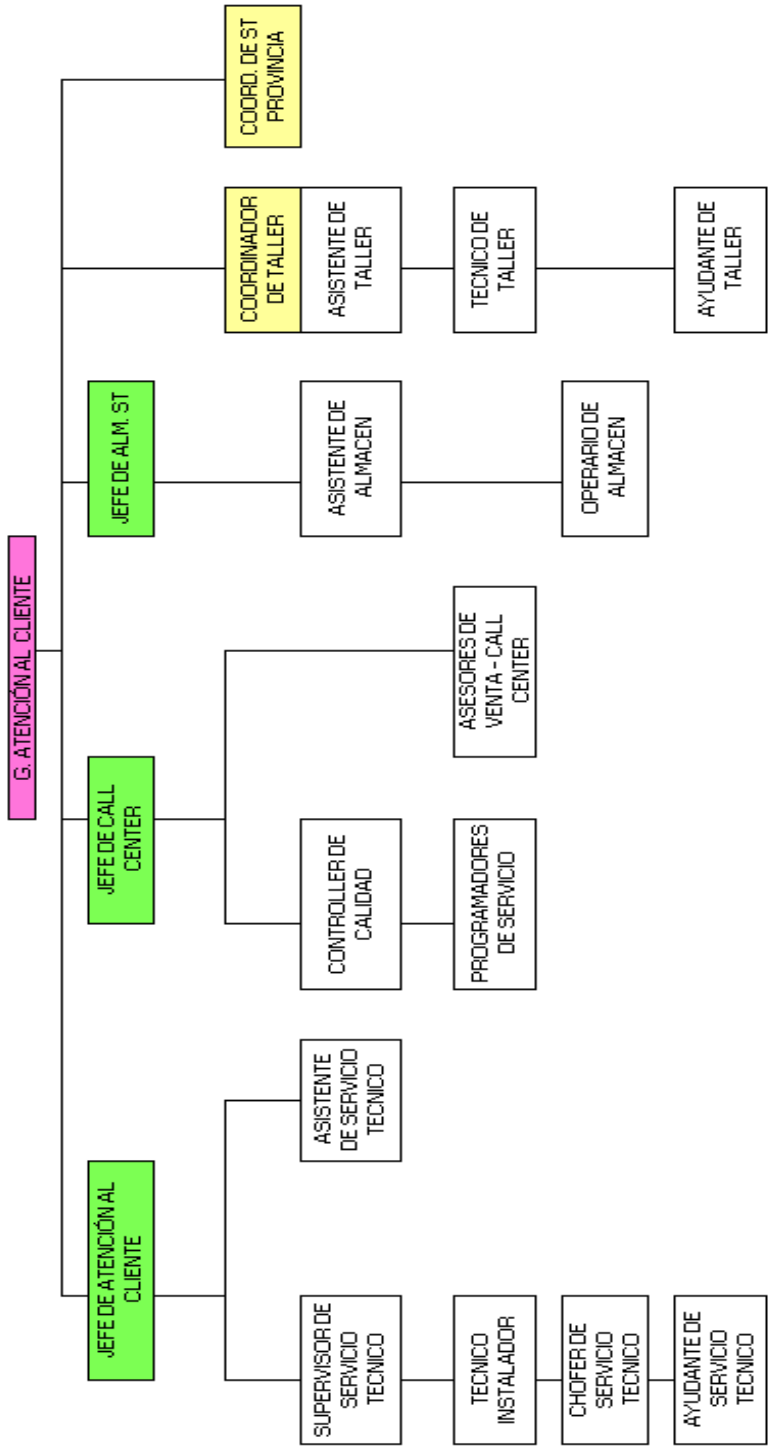 G. ATENCIÓN AL CLIENTE
JEFE DE ATENCIÓN AL
CLIENTE
JEFE DE CALL
CENTER
JEFE DE ALM. ST
COORDINADOR
DE TALLER
COORD. DE ST
PROVINCIA
SUPERVISOR DE
SERVICIO
TECNICO
ASISTENTE
DE SERVICIO
TECNICO
CONTROLLER DE
CALIDAD
ASISTENTE DE
ALMACEN
ASISTENTE DE
TALLER
TECNICO
INSTALADOR
PROGRAMADORES
DE SERVICIO
ASESORES DE
VENTA - CALL
CENTER
TECNICO DE
TALLER
CHOFER DE
SERVICIO
TECNICO
OPERARIO DE
ALMACEN
AYUDANTE DE
SERVICIO
TECNICO
AYUDANTE DE
TALLER